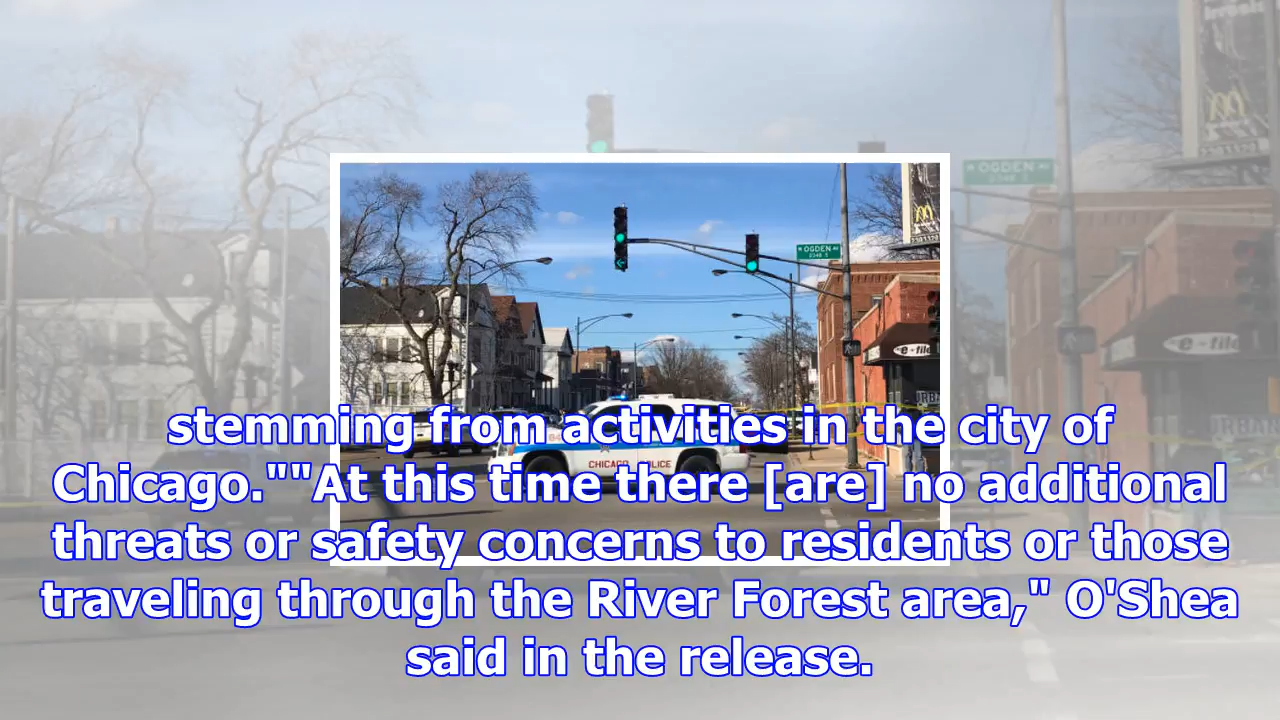 OGDEN
e-file
CHICAGO POLICE
stemming from activities in the city of
Chicago.""At this time there [are] no additional
threats or safety concerns to residents or those
traveling through the River Forest area," O'Shea
said in the release.